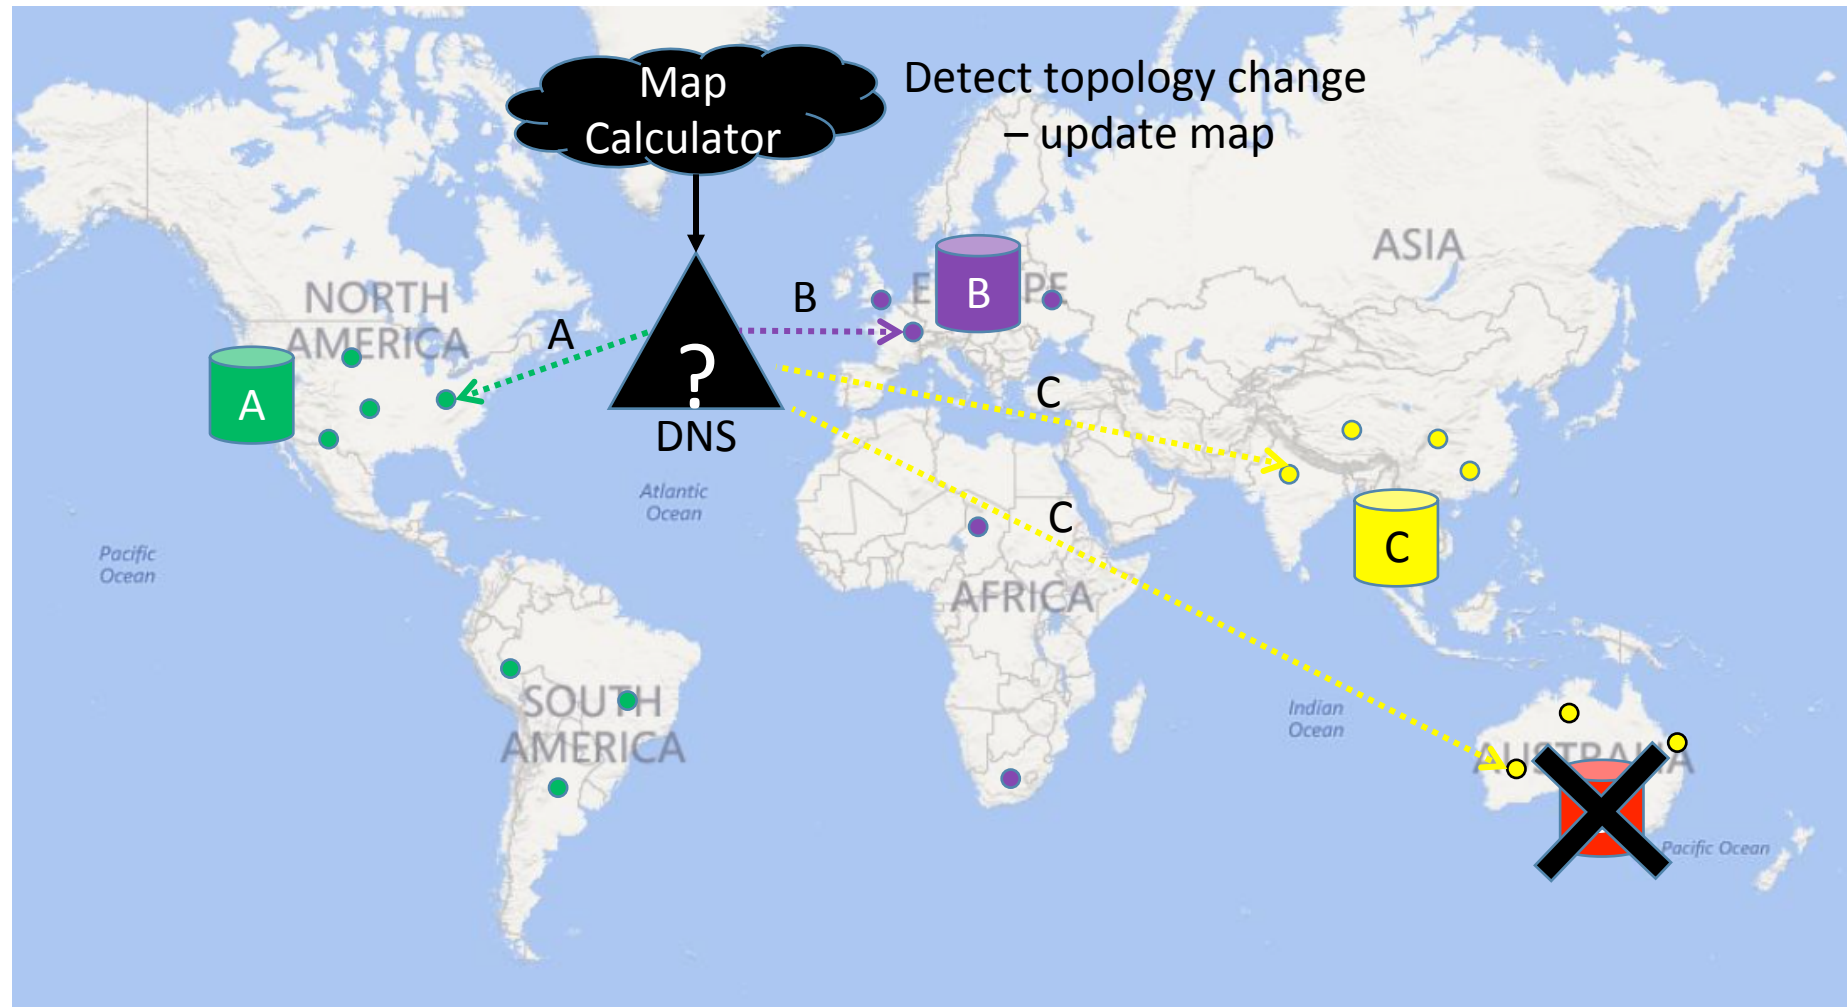 Map
Calculator
Detect topology change
– update map
ASIA
NORTH
AMERICA
B
B
A
A
?
DNS
C
C
C
Atlantic
Ocean
Pacific
Ocean
AFRICA
SOUTH
AMERICA
Indian
Ocean
Pacific Ocean